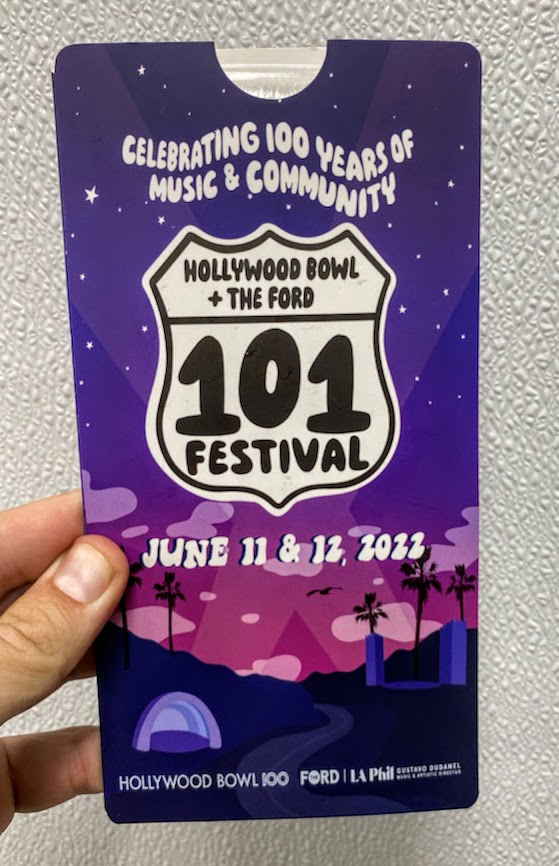 CELEBRATING 100 YEARS OF
MUSIC & COMMUNITY
HOLLYWOOD BOWL
+ THE FORD
101
FESTIVAL
JUNE 11 & 12, 2022
HOLLYWOOD BOWL 100 FORD | LA Phil GUSTAVO DUDAMEL
MUSIC & ARTISTIC DIRECTOR